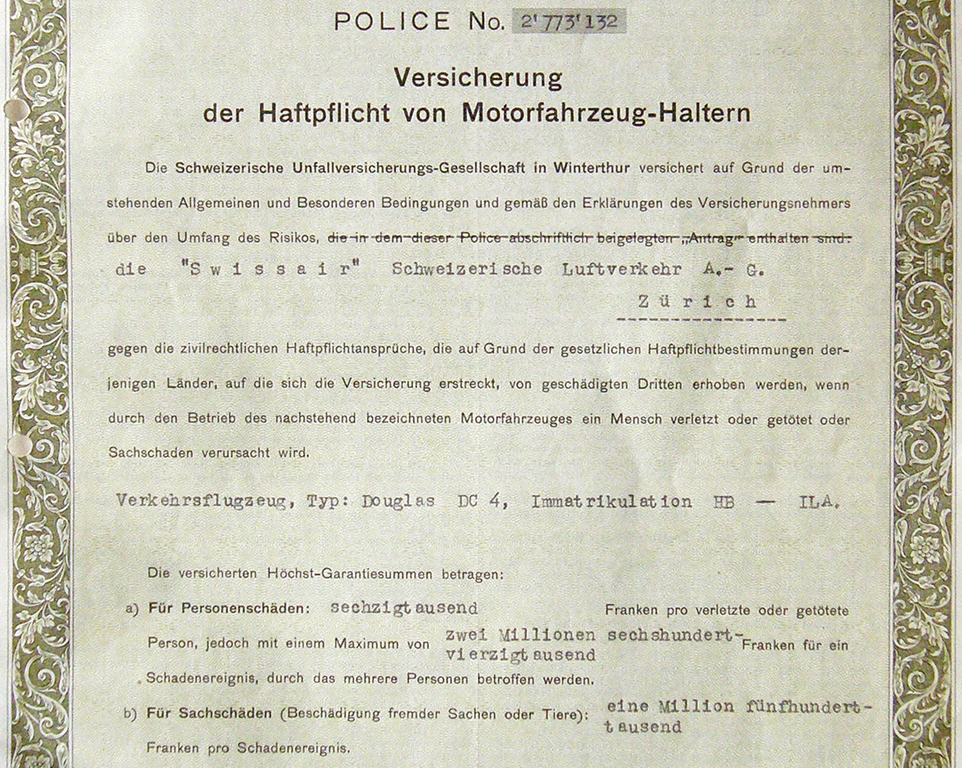 POLICE No. 2'773'132
Versicherung
der Haftpflicht von Motorfahrzeug-Haltern
Die Schweizerische Unfallversicherungs-Gesellschaft in Winterthur versichert auf Grund der um-
stehenden Allgemeinen und Besonderen Bedingungen und gemäß den Erklärungen des Versicherungsnehmers
über den Umfang des Risikos, die in dem dieser Police abschriftlich beigelegten „Antrag" enthalten sind:
die "Swissair" Schweizerische Luftverkehr A.- G.
Zürich
gegen die zivilrechtlichen Haftpflichtansprüche, die auf Grund der gesetzlichen Haftpflichtbestimmungen der-
jenigen Länder, auf die sich die Versicherung erstreckt, von geschädigten Dritten erhoben werden, wenn
durch den Betrieb des nachstehend bezeichneten Motorfahrzeuges ein Mensch verletzt oder getötet oder
Sachschaden verursacht wird.
Verkehrsflugzeug, Typ: Douglas DC 4, Immatrikulation HB — ILA.
Die versicherten Höchst-Garantiesummen betragen:
a) Für Personenschäden: sechzigtausend Franken pro verletzte oder getötete
Person, jedoch mit einem Maximum von zwei Millionen sechshundert-
vierzigtausend Franken für ein
Schadenereignis, durch das mehrere Personen betroffen werden.
b) Für Sachschäden (Beschädigung fremder Sachen oder Tiere): eine Million fünfhundert-
tausend
Franken pro Schadenereignis.